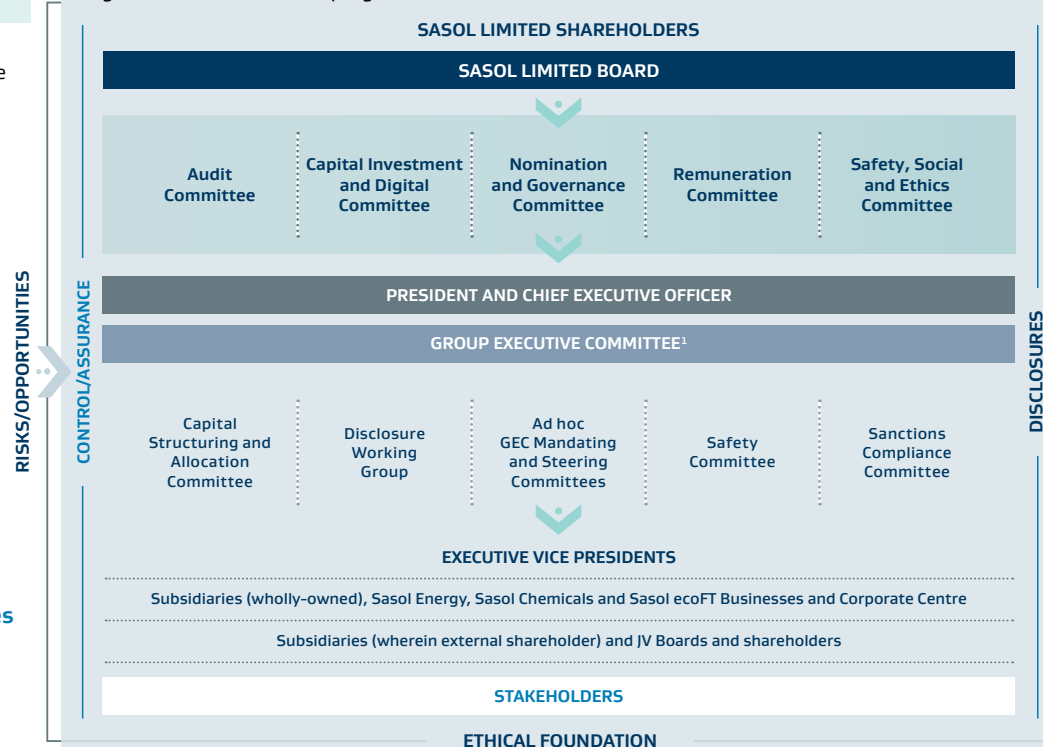 SASOL LIMITED SHAREHOLDERS
SASOL LIMITED BOARD
Audit
Committee
Capital Investment
and Digital
Committee
Nomination
and Governance
Committee
Remuneration
Committee
Safety, Social
and Ethics
Committee
PRESIDENT AND CHIEF EXECUTIVE OFFICER
GROUP EXECUTIVE COMMITTEE¹
Capital
Structuring and
Allocation
Committee
Disclosure
Working
Group
Ad hoc
GEC Mandating
and Steering
Committees
Safety
Committee
Sanctions
Compliance
Committee
EXECUTIVE VICE PRESIDENTS
Subsidiaries (wholly-owned), Sasol Energy, Sasol Chemicals and Sasol ecoFT Businesses and Corporate Centre
Subsidiaries (wherein external shareholder) and JV Boards and shareholders
STAKEHOLDERS
ETHICAL FOUNDATION
RISKS/OPPORTUNITIES
CONTROL/ASSURANCE
DISCLOSURES